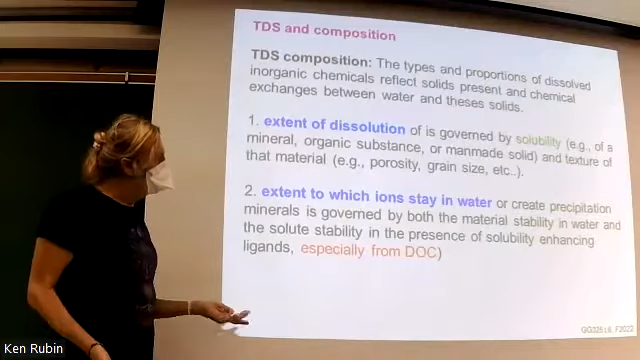 TDS and composition
TDS composition: The types and proportions of dissolved
inorganic chemicals reflect solids present and chemical
exchanges between water and theses solids.
1. extent of dissolution of is governed by solubility (e.g., of a
mineral, organic substance, or manmade solid) and texture of
that material (e.g., porosity, grain size, etc..).
2. extent to which ions stay in water or create precipitation
minerals is governed by both the material stability in water and
the solute stability in the presence of solubility enhancing
ligands, especially from DOC)
GG325 L6, F2022
Ken Rubin